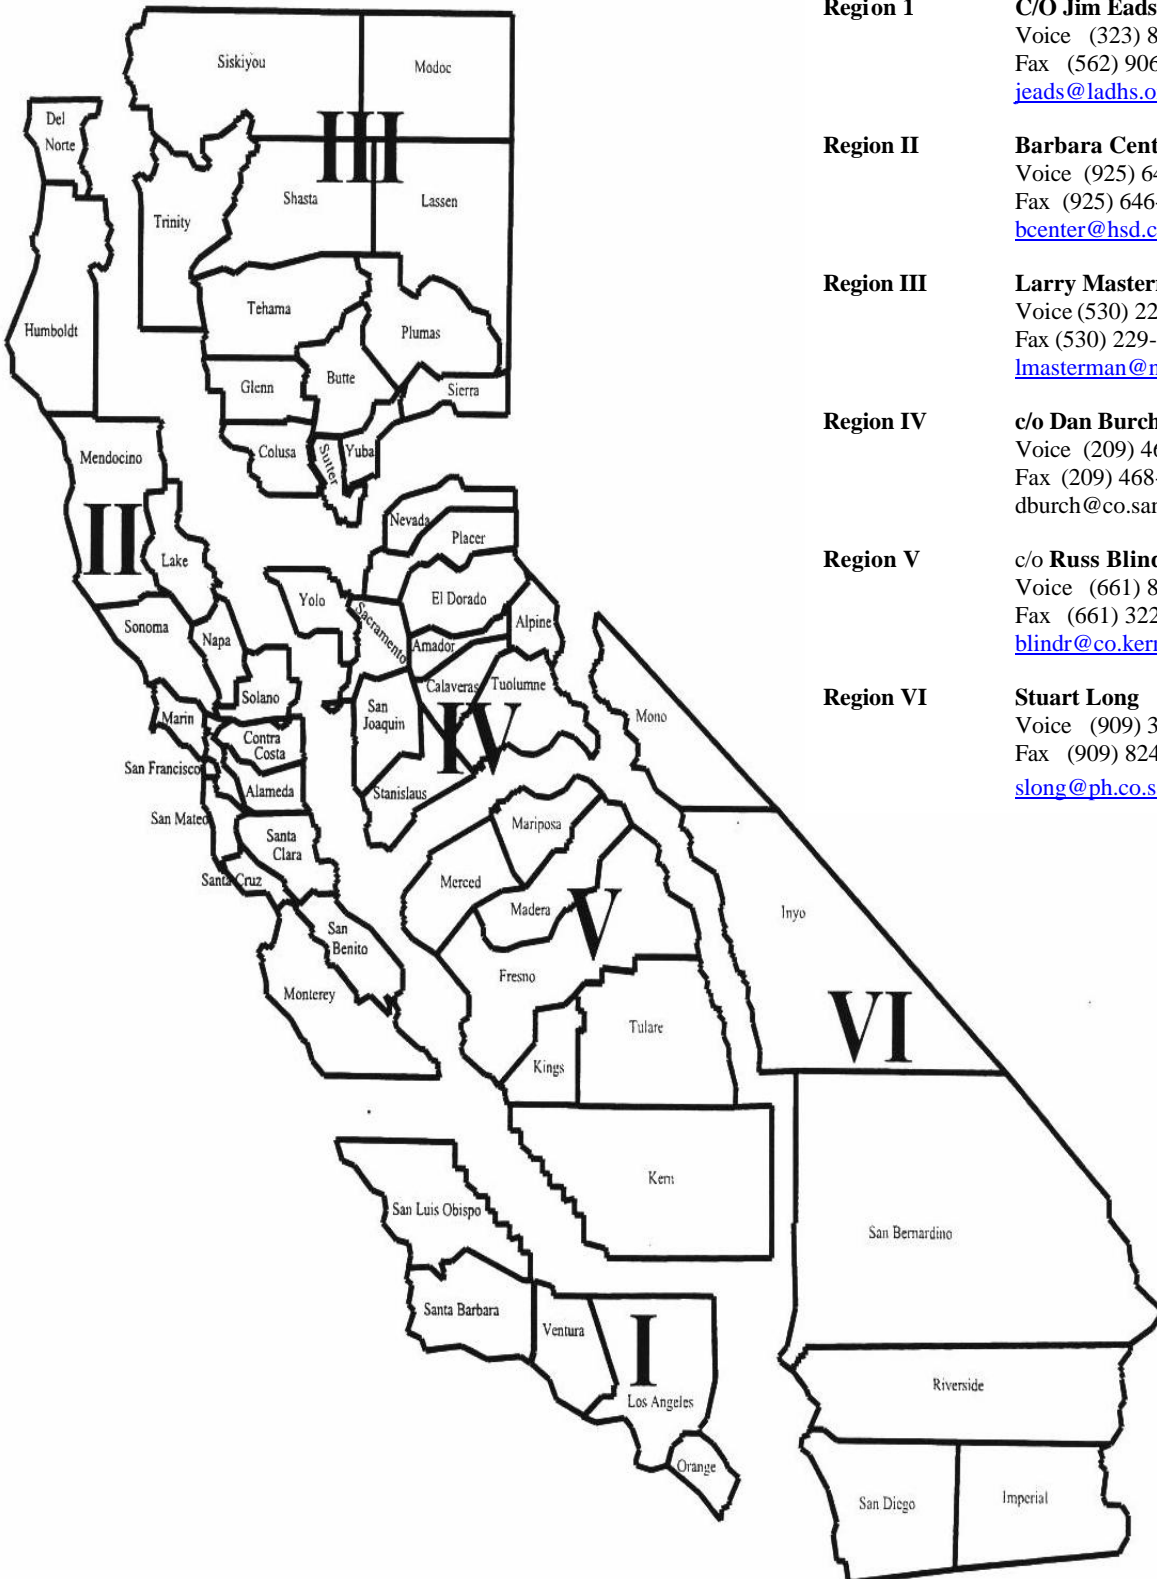 Region 1 C/O Jim Eads
Voice (323) 8
Fax (562) 906
jeads@ladhs.o
Region II Barbara Cent
Voice (925) 64
Fax (925) 646-
bcenter@hsd.c
Region III Larry Masterm
Voice (530) 22
Fax (530) 229-
lmasterman@n
Region IV c/o Dan Burch
Voice (209) 46
Fax (209) 468-
dburch@co.san
Region V c/o Russ Blind
Voice (661) 8
Fax (661) 322
blindr@co.kern
Region VI Stuart Long
Voice (909) 3
Fax (909) 824
slong@ph.co.s
Siskiyou
Modoc
Del
Norte
III
Shasta
Lassen
Trinity
Tehama
Humboldt
Plumas
Butte
Glenn
Sierra
Mendocino
Colusa
Sutter
Yuba
II
Nevada
Placer
Lake
Yolo
El Dorado
Sacramento
Sonoma
Napa
Amador
Alpine
Solano
Calaveras
Tuolumne
Marin
San
Joaquin
IV
Mono
Contra
Costa
San Francisco
Alameda
Stanislaus
San Mateo
Mariposa
Santa
Clara
Santa Cruz
Merced
Madera
V
Inyo
San
Benito
Fresno
Monterey
VI
Tulare
Kings
Kern
San Luis Obispo
San Bernardino
Santa Barbara
Ventura
I
Los Angeles
Riverside
Orange
San Diego
Imperial